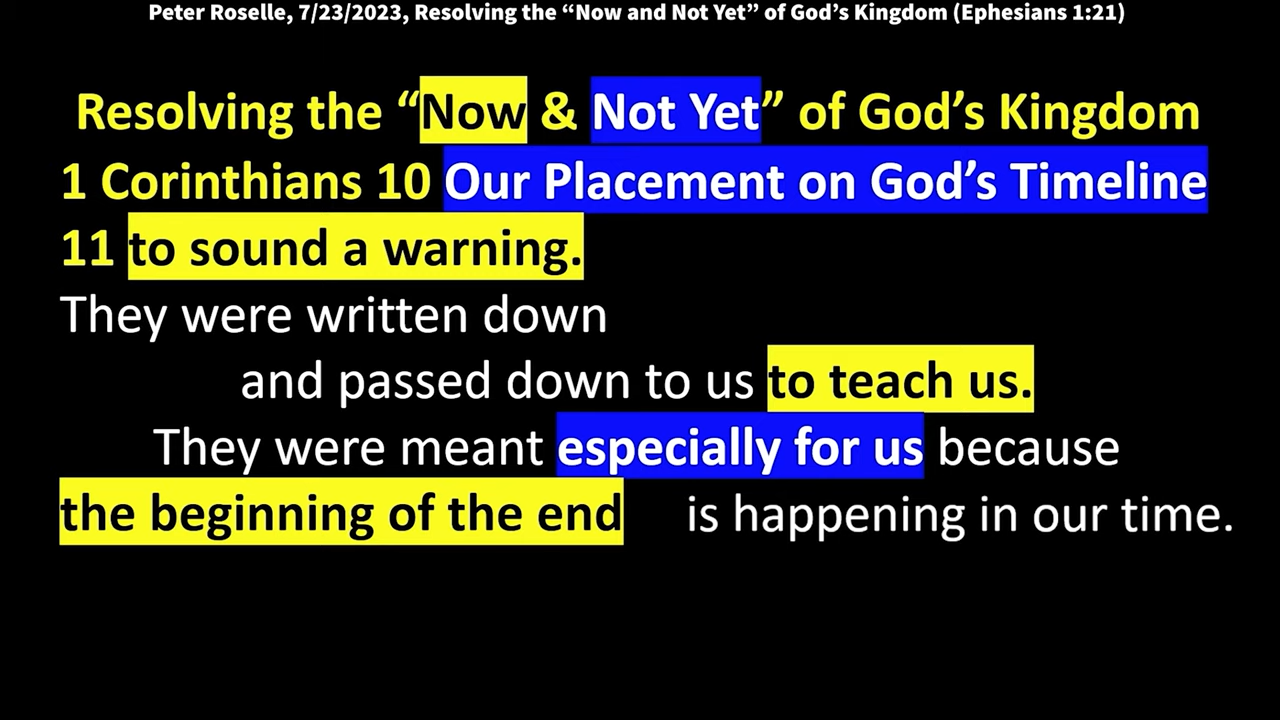 Peter Roselle, 7/23/2023, Resolving the “Now and Not Yet” of God’s Kingdom (Ephesians 1:21)
Resolving the “Now & Not Yet” of God’s Kingdom
1 Corinthians 10 Our Placement on God’s Timeline
11 to sound a warning.
They were written down
and passed down to us to teach us.
They were meant especially for us because
the beginning of the end is happening in our time.